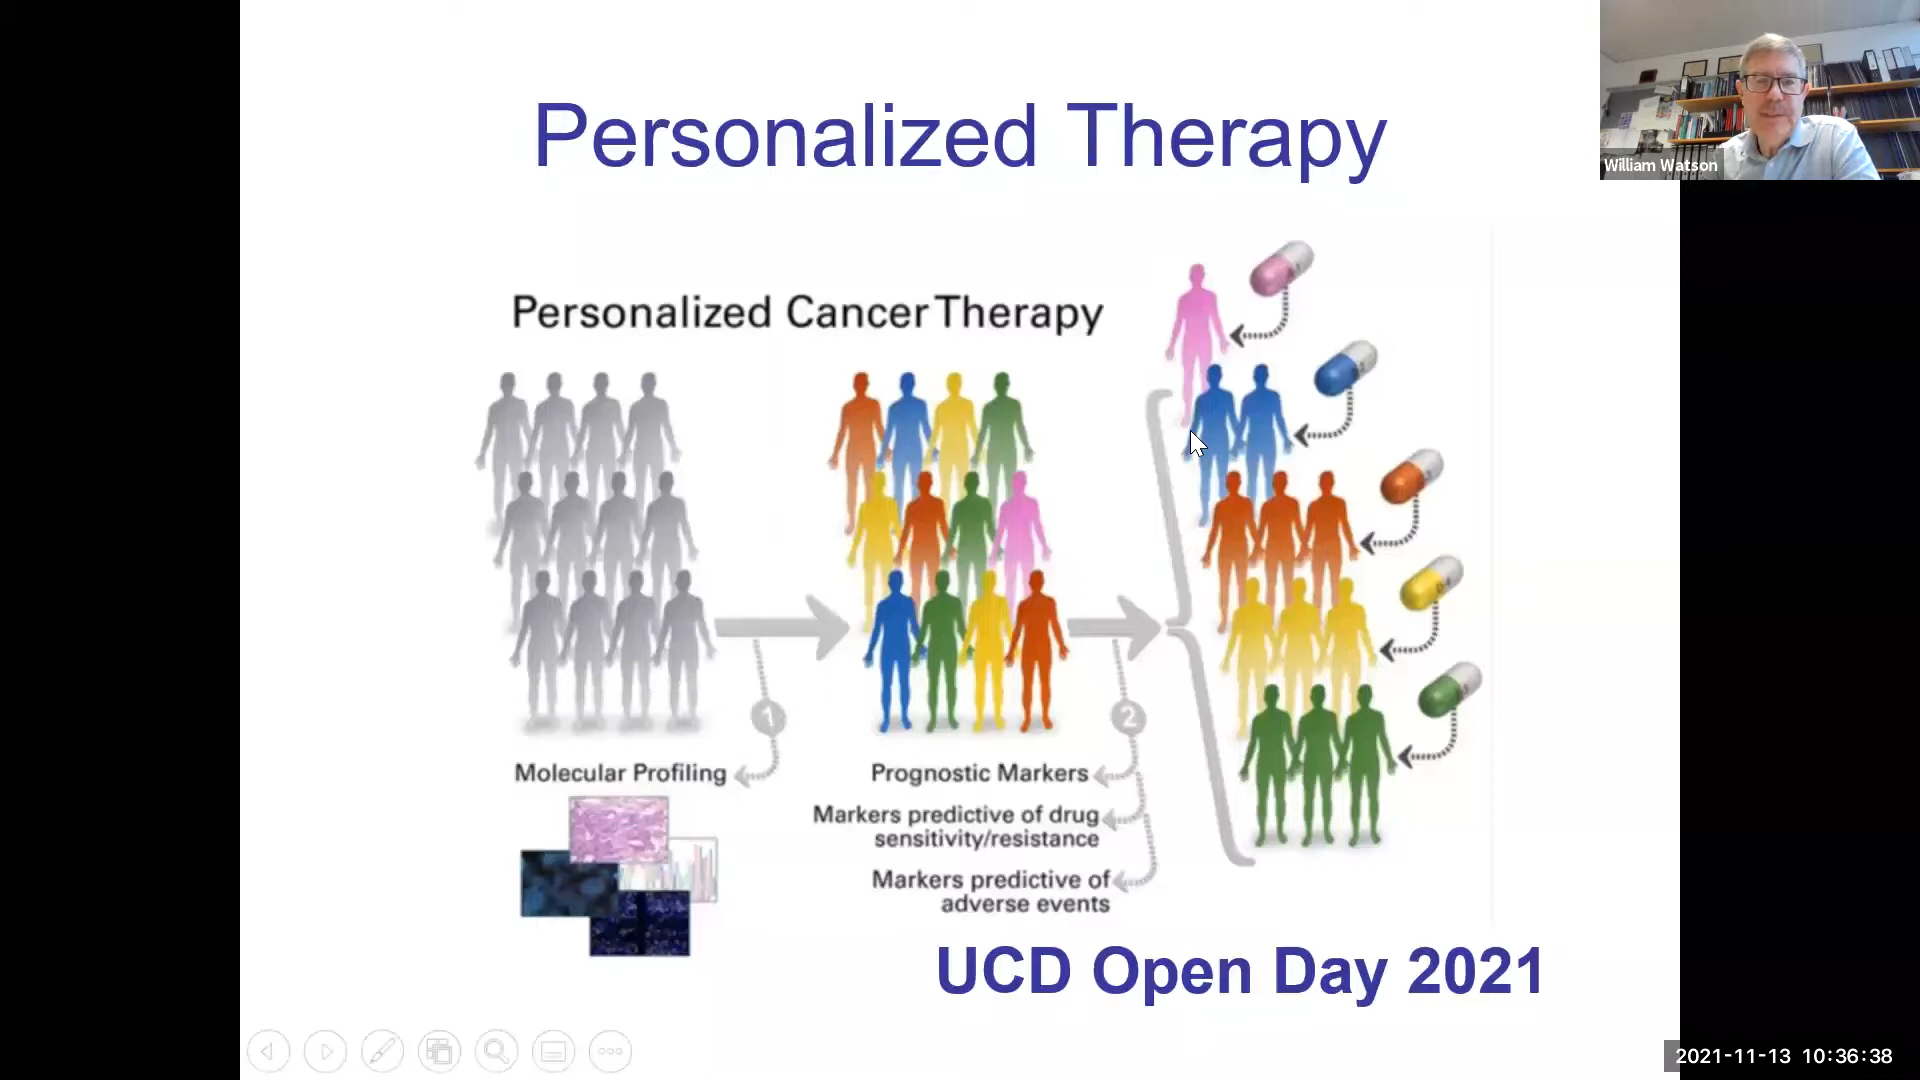 Personalized Therapy
William Watson
Personalized Cancer Therapy
1
2
Molecular Profiling
Prognostic Markers
Markers predictive of drug
sensitivity/resistance
Markers predictive of
adverse events
UCD Open Day 2021
2021-11-13 10:36:38